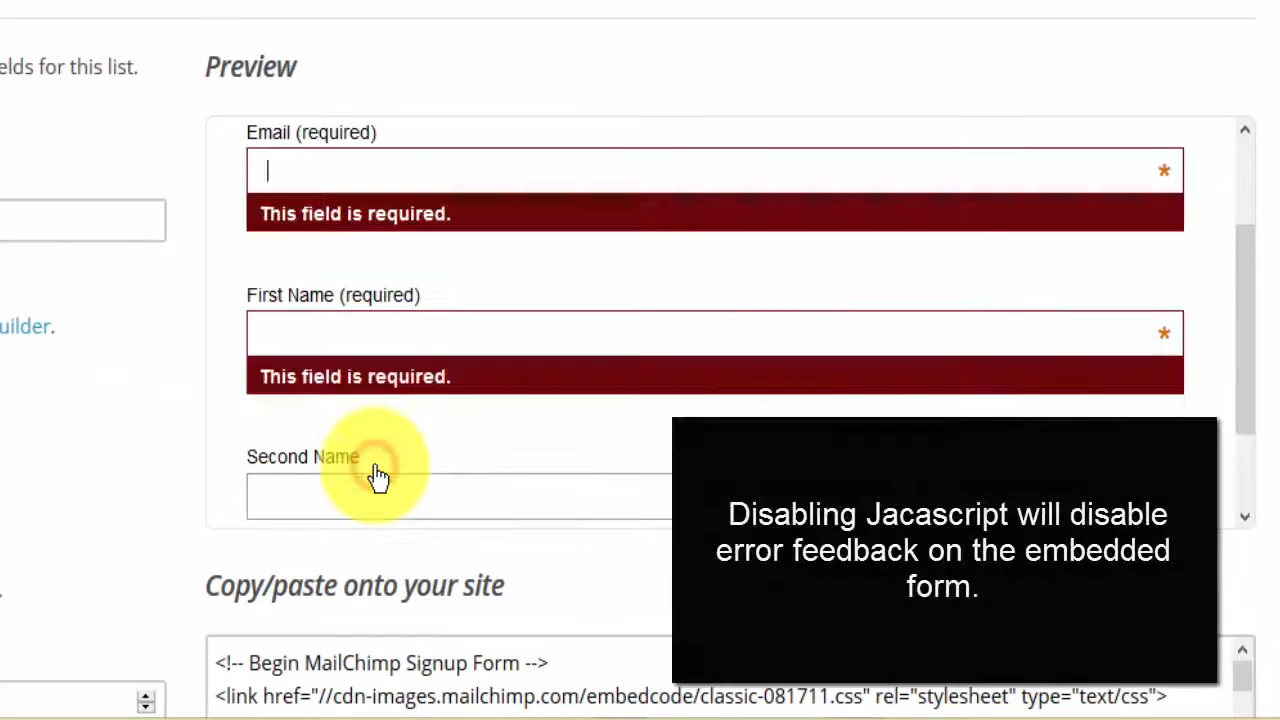 elds for this list.
Preview
Email (required)
*
This field is required.
First Name (required)
*
uilder.
This field is required.
Second Name
Disabling Jacascript will disable
error feedback on the embedded
form.
Copy/paste onto your site
<!-- Begin MailChimp Signup Form -->
<link href="//cdn-images.mailchimp.com/embedcode/classic-081711.css" rel="stylesheet" type="text/css">